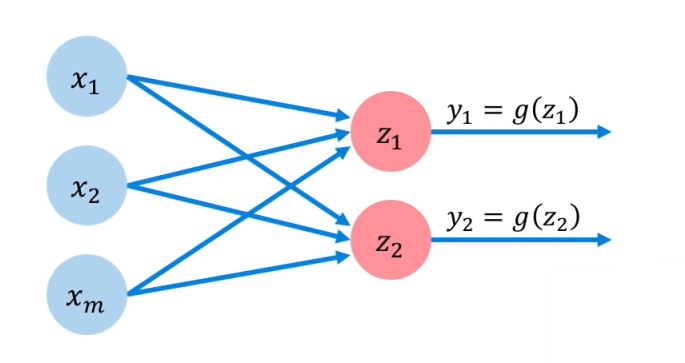 x₁
x₂
xₘ
z₁
z₂
y₁ = g(z₁)
y₂ = g(z₂)